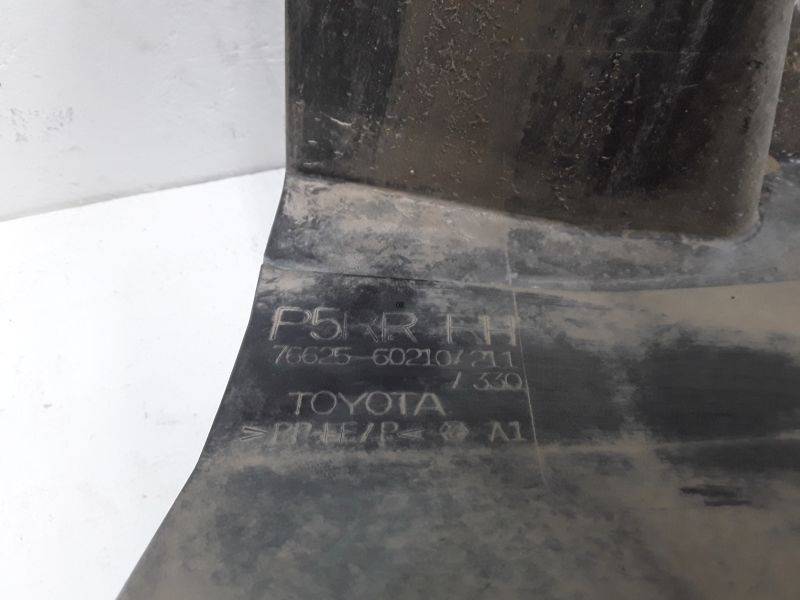 P5RR RH
76625-60210/211
/330
TOYOTA
>PP+E/P< A1